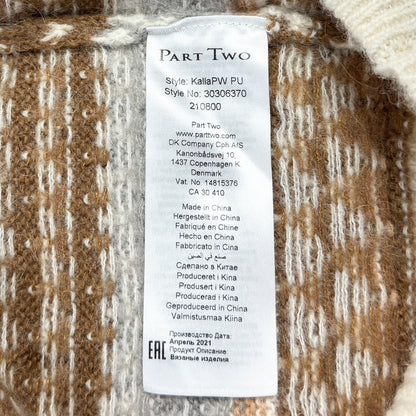 PART TWO
Style: KallaPW PU
Style No: 30306370
210800
Part Two
www.parttwo.com
DK Company Cph A/S
Kanonbådsvej 10,
1437 Copenhagen K
Denmark
Vat. No. 14815376
CA 30 410
Made in China
Hergestellt in China
Fabriqué en Chine
Hecho en China
Fabbricato in Cina
صنع في الصين
Сделано в Китае
Produceret i Kina
Produsert i Kina
Producerad i Kina
Geproduceerd in China
Valmistusmaa Kiina
Производство Дата:
Апрель 2021
Продукт Описание:
Вязаные изделия
EAC